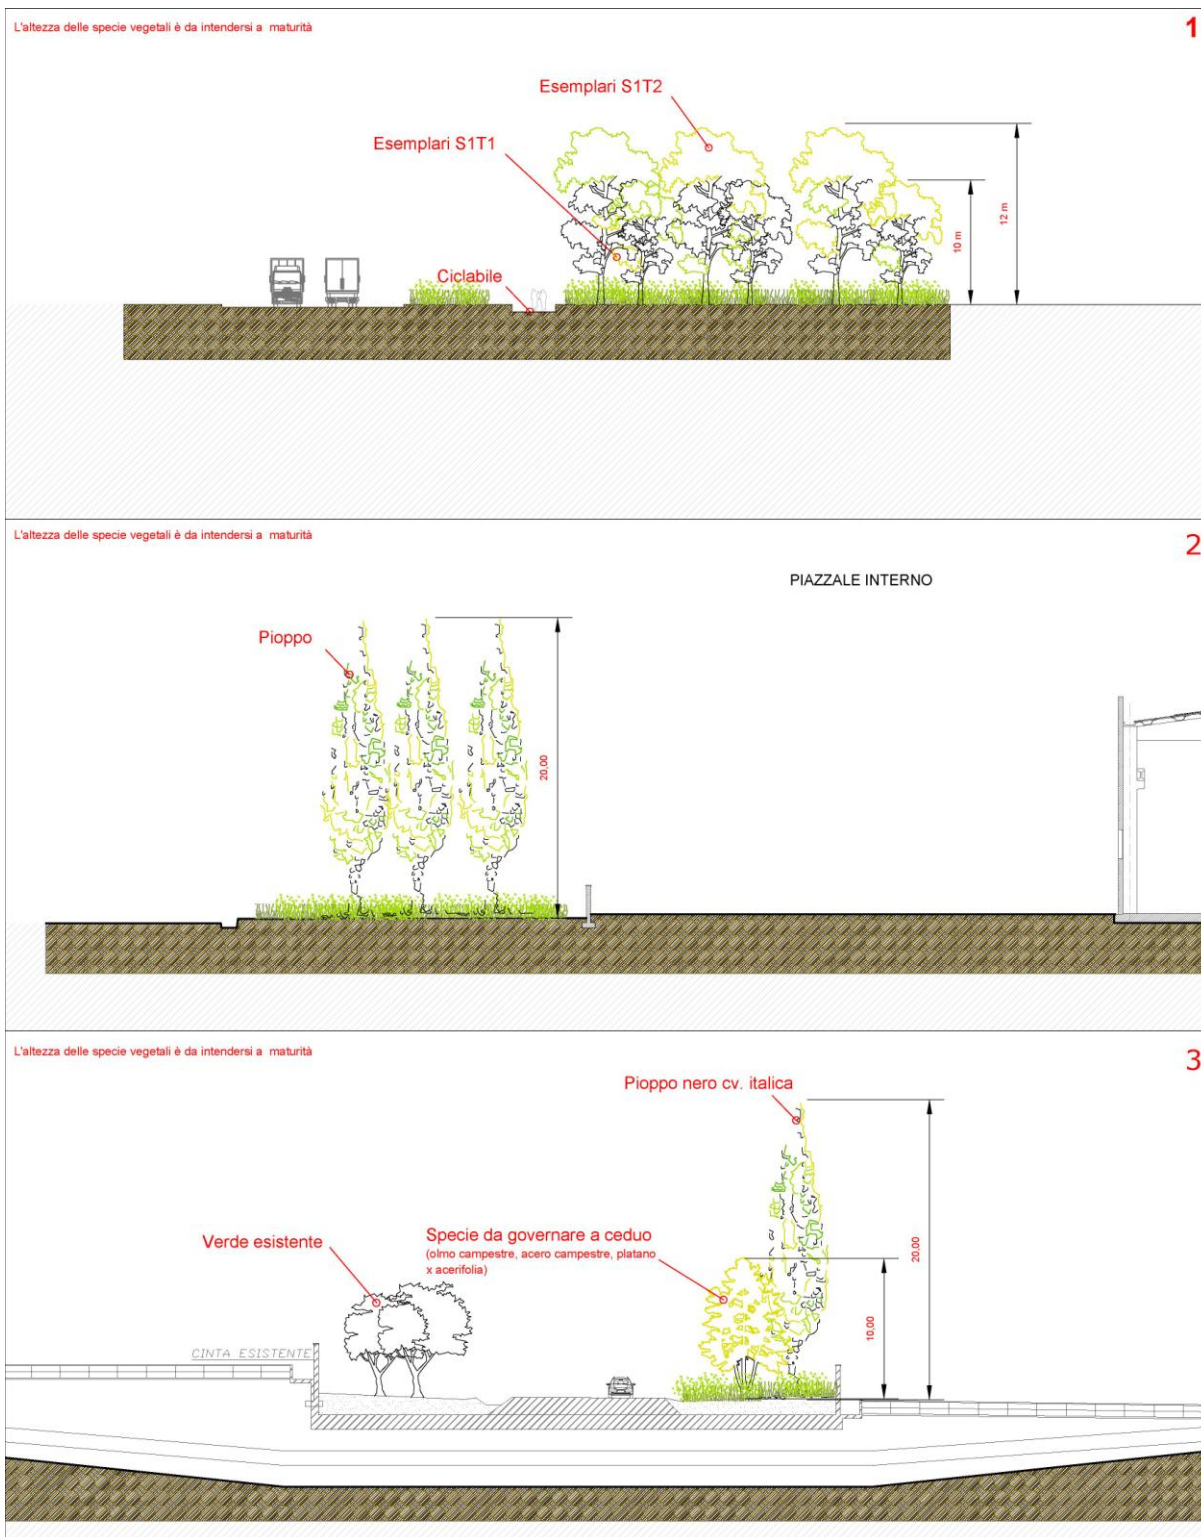 L'altezza delle specie vegetali è da intendersi a maturità
1
Esemplari S1T2
Esemplari S1T1
Ciclabile
10 m
12 m
L'altezza delle specie vegetali è da intendersi a maturità
2
PIAZZALE INTERNO
Pioppo
20,00
L'altezza delle specie vegetali è da intendersi a maturità
3
Pioppo nero cv. italica
Verde esistente
Specie da governare a ceduo
(olmo campestre, acero campestre, platano
x acerifolia)
20,00
10,00
CINTA ESISTENTE